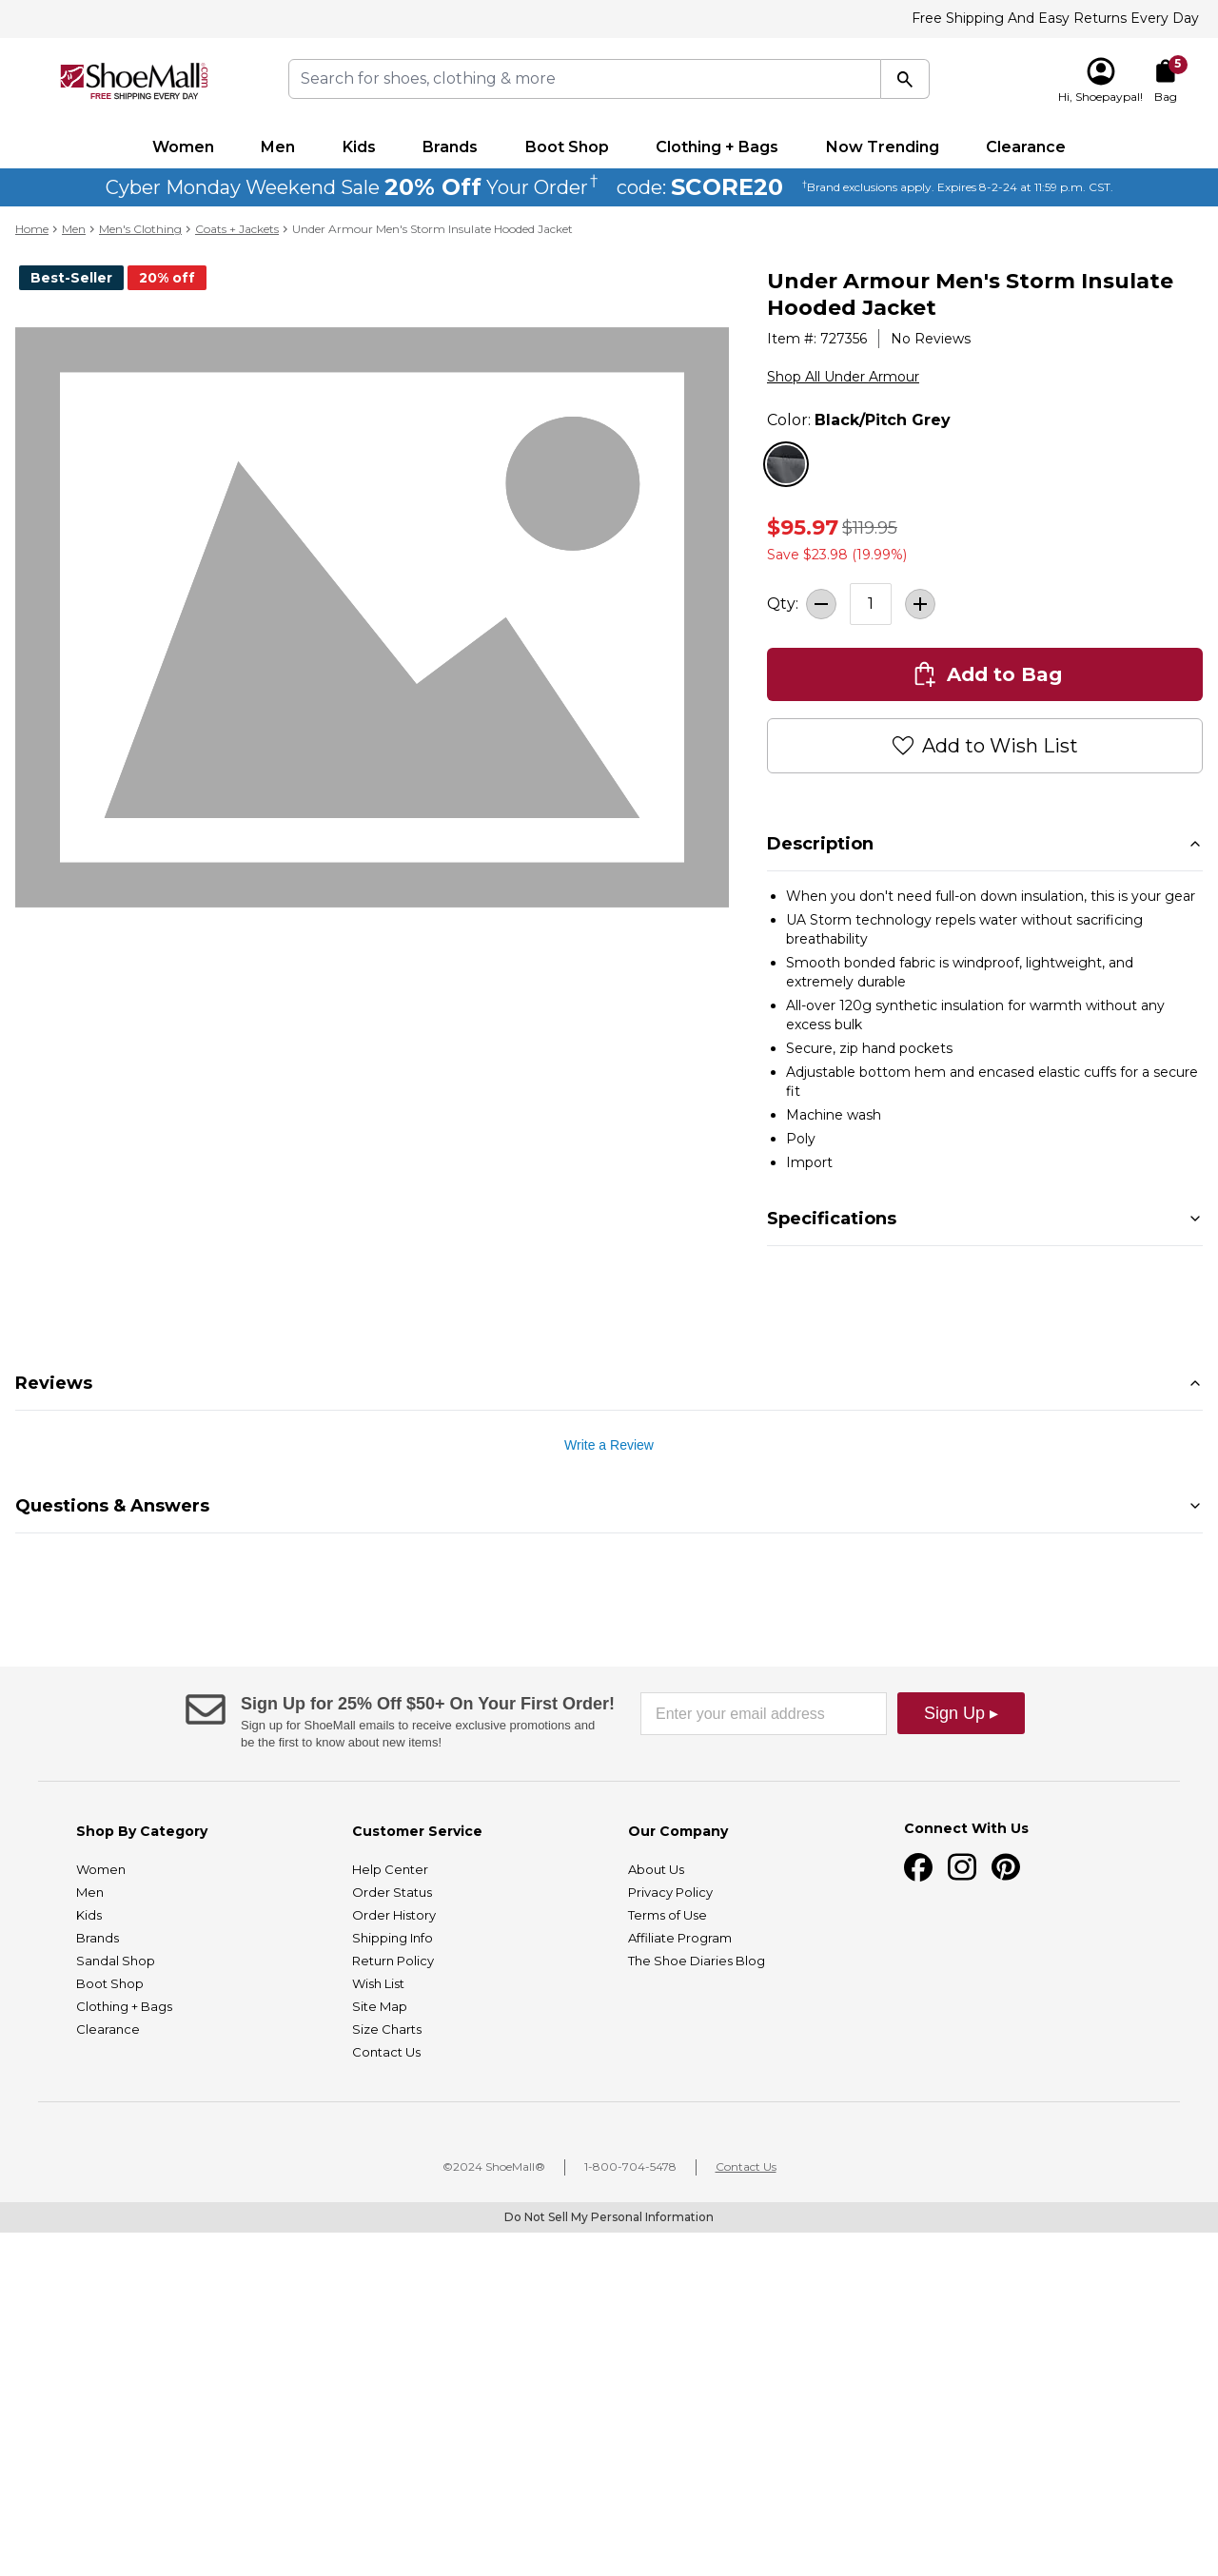 Free Shipping And Easy Returns Every Day
ShoeMall.com
FREE SHIPPING EVERY DAY
Search for shoes, clothing & more
5
Hi, Shoepaypal!
Bag
Women
Men
Kids
Brands
Boot Shop
Clothing + Bags
Now Trending
Clearance
Cyber Monday Weekend Sale 20% Off Your Order† code: SCORE20 †Brand exclusions apply. Expires 8-2-24 at 11:59 p.m. CST.
Home > Men > Men's Clothing > Coats + Jackets > Under Armour Men's Storm Insulate Hooded Jacket
Best-Seller
20% off
Under Armour Men's Storm Insulate
Hooded Jacket
Item #: 727356
No Reviews
Shop All Under Armour
Color: Black/Pitch Grey
$95.97 $119.95
Save $23.98 (19.99%)
Qty:
1
Add to Bag
Add to Wish List
Description
• When you don't need full-on down insulation, this is your gear
• UA Storm technology repels water without sacrificing
breathability
• Smooth bonded fabric is windproof, lightweight, and
extremely durable
• All-over 120g synthetic insulation for warmth without any
excess bulk
• Secure, zip hand pockets
• Adjustable bottom hem and encased elastic cuffs for a secure
fit
• Machine wash
• Poly
• Import
Specifications
Reviews
Write a Review
Questions & Answers
Sign Up for 25% Off $50+ On Your First Order!
Sign up for ShoeMall emails to receive exclusive promotions and
be the first to know about new items!
Enter your email address
Sign Up ▸
Shop By Category
Women
Men
Kids
Brands
Sandal Shop
Boot Shop
Clothing + Bags
Clearance
Customer Service
Help Center
Order Status
Order History
Shipping Info
Return Policy
Wish List
Site Map
Size Charts
Contact Us
Our Company
About Us
Privacy Policy
Terms of Use
Affiliate Program
The Shoe Diaries Blog
Connect With Us
©2024 ShoeMall®
1-800-704-5478
Contact Us
Do Not Sell My Personal Information